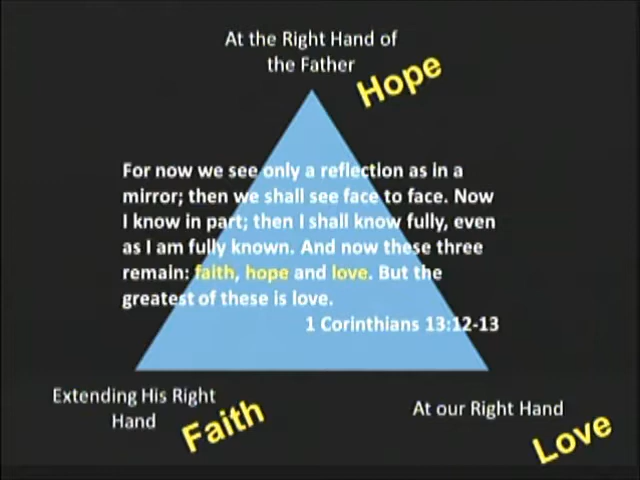 At the Right Hand of
the Father
Hope
For now we see only a reflection as in a
mirror; then we shall see face to face. Now
I know in part; then I shall know fully, even
as I am fully known. And now these three
remain: faith, hope and love. But the
greatest of these is love.
1 Corinthians 13:12-13
Extending His Right
Hand
Faith
At our Right Hand
Love